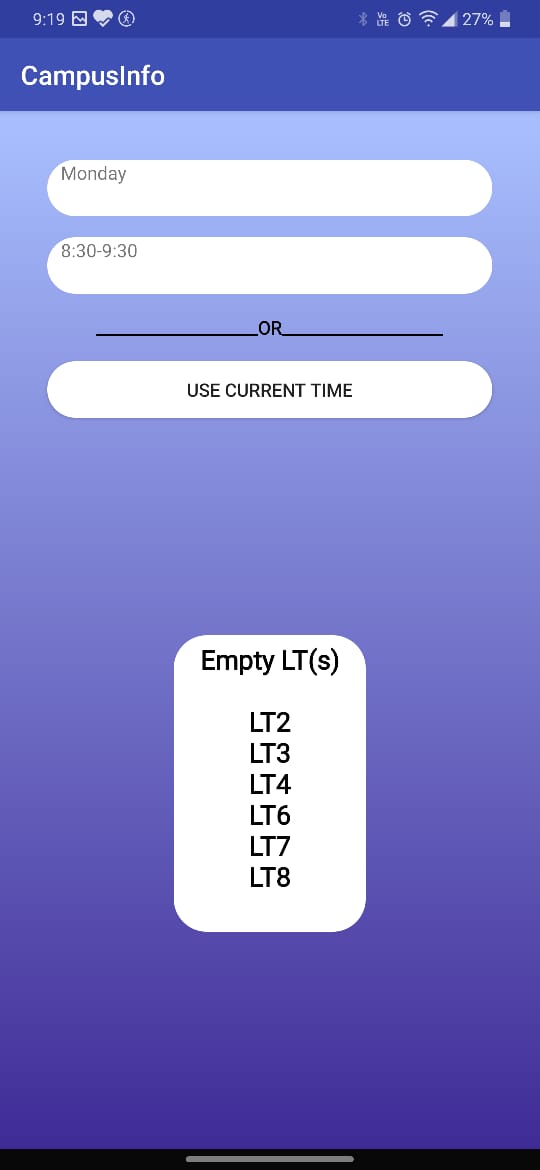 9:19 Vo LTE 27%
CampusInfo
Monday
8:30-9:30
OR
USE CURRENT TIME
Empty LT(s)
LT2
LT3
LT4
LT6
LT7
LT8